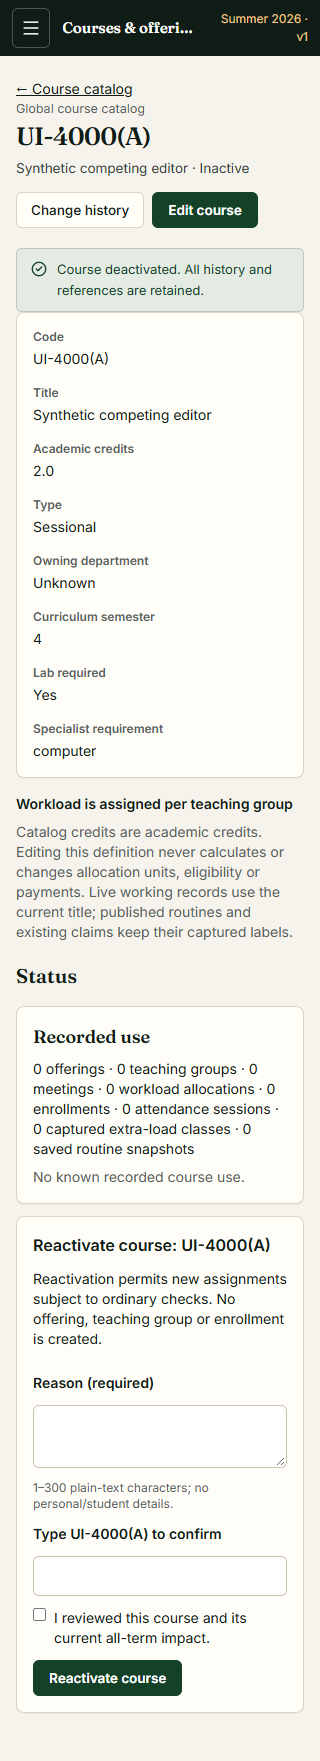 Courses & offeri...
Summer 2026 ·
v1
← Course catalog
Global course catalog
UI-4000(A)
Synthetic competing editor · Inactive
Change history
Edit course
Course deactivated. All history and
references are retained.
Code
UI-4000(A)
Title
Synthetic competing editor
Academic credits
2.0
Type
Sessional
Owning department
Unknown
Curriculum semester
4
Lab required
Yes
Specialist requirement
computer
Workload is assigned per teaching group
Catalog credits are academic credits.
Editing this definition never calculates or
changes allocation units, eligibility or
payments. Live working records use the
current title; published routines and
existing claims keep their captured labels.
Status
Recorded use
0 offerings · 0 teaching groups · 0
meetings · 0 workload allocations · 0
enrollments · 0 attendance sessions ·
0 captured extra-load classes · 0
saved routine snapshots
No known recorded course use.
Reactivate course: UI-4000(A)
Reactivation permits new assignments
subject to ordinary checks. No
offering, teaching group or enrollment
is created.
Reason (required)
1–300 plain-text characters; no
personal/student details.
Type UI-4000(A) to confirm
I reviewed this course and its
current all-term impact.
Reactivate course